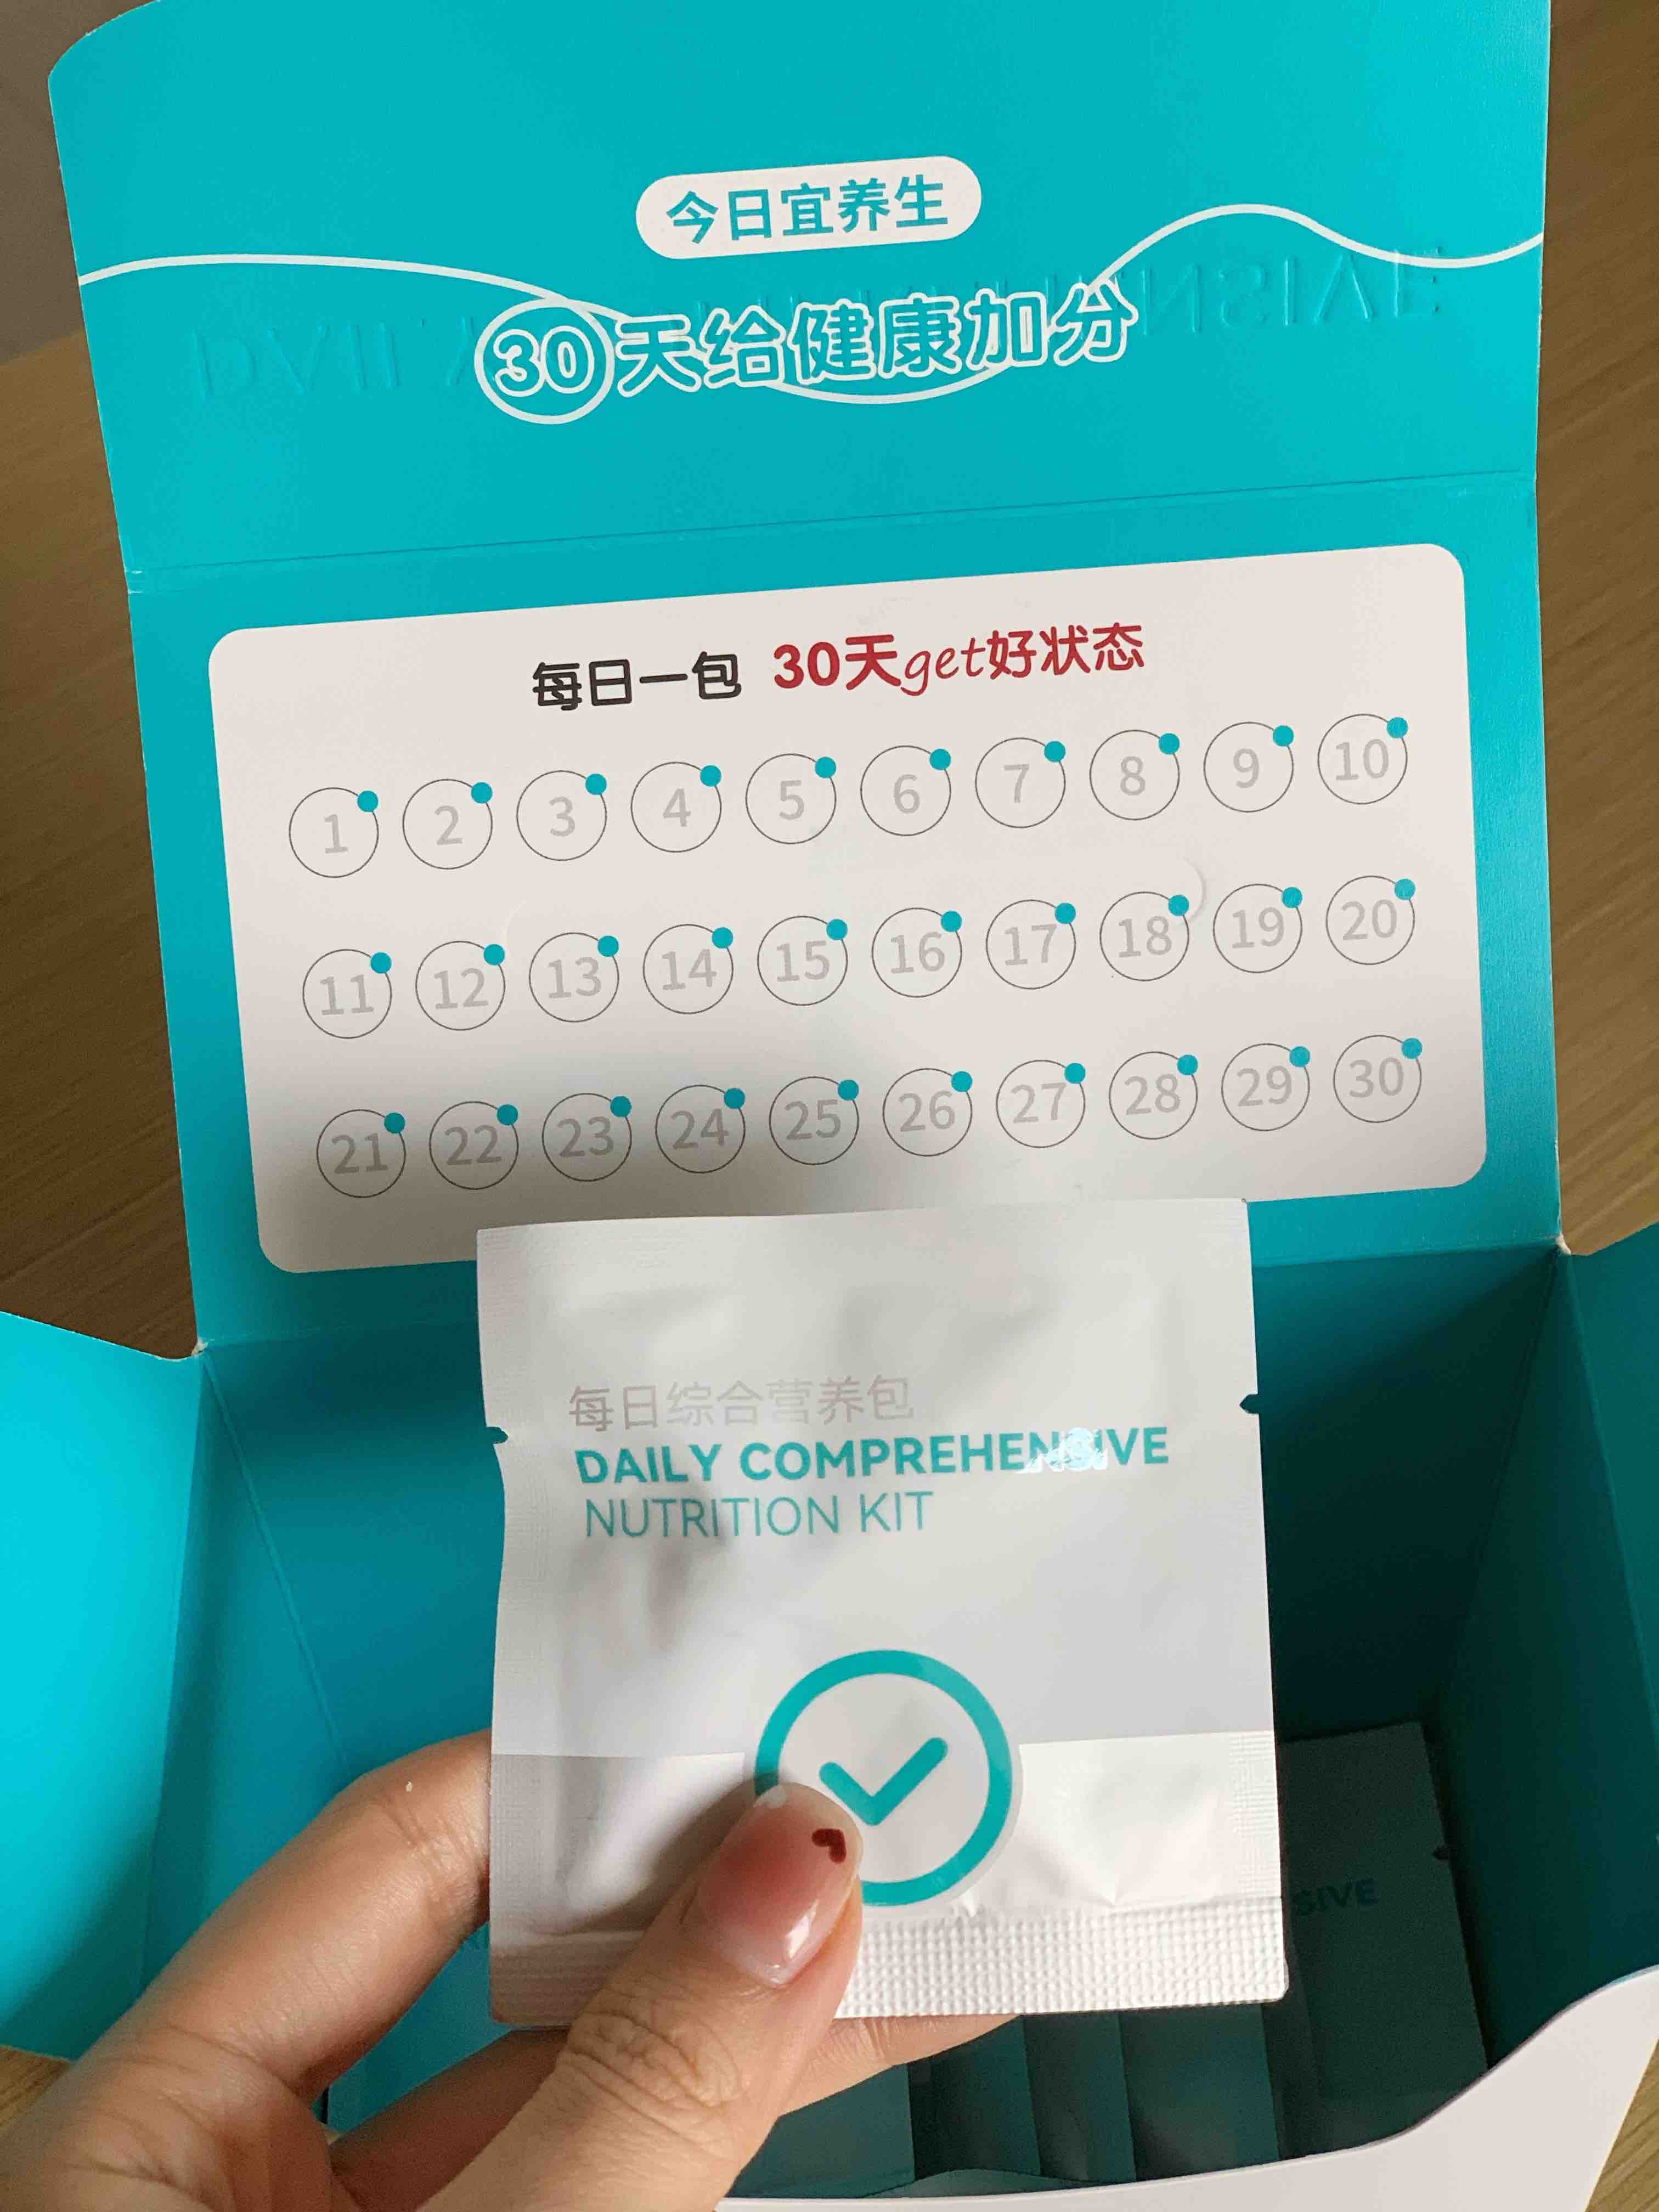 今日宜养生
30天给健康加分
每日一包 30天get好状态
1 2 3 4 5 6 7 8 9 10
11 12 13 14 15 16 17 18 19 20
21 22 23 24 25 26 27 28 29 30
每日综合营养包
DAILY COMPREHENSIVE
NUTRITION KIT